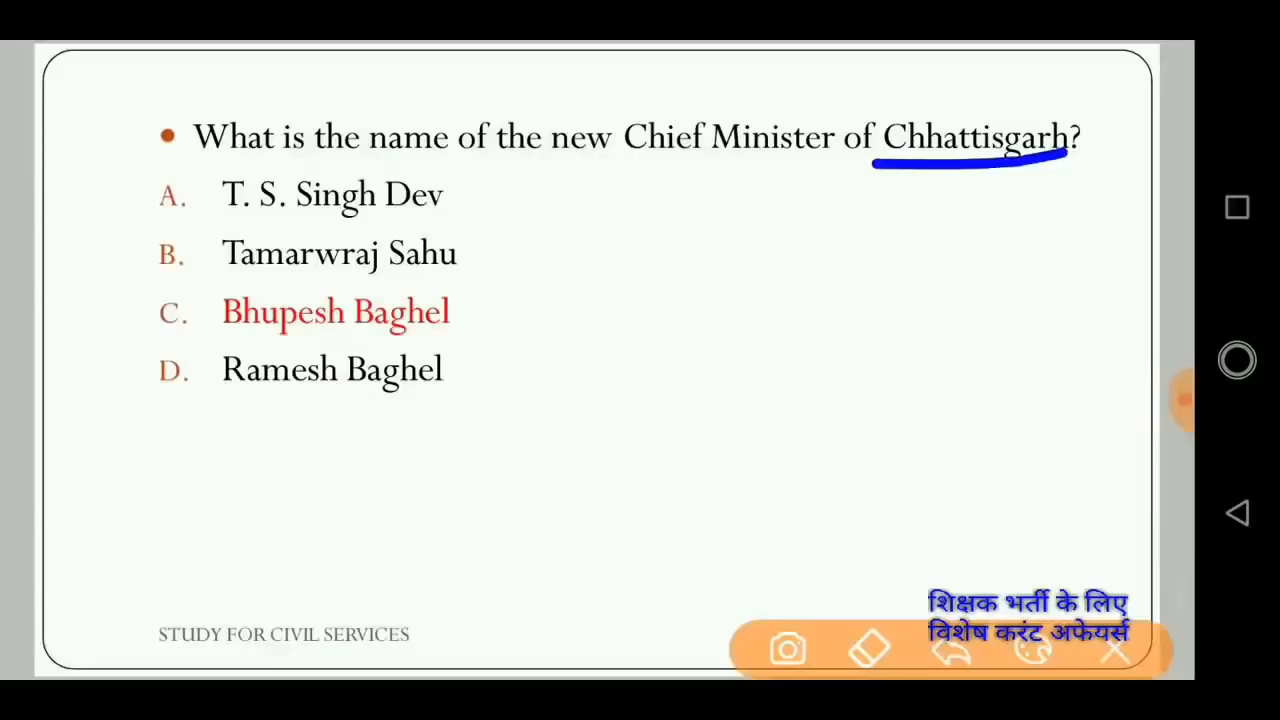 • What is the name of the new Chief Minister of Chhattisgarh?
A. T. S. Singh Dev
B. Tamarwraj Sahu
C. Bhupesh Baghel
D. Ramesh Baghel
शिक्षक भर्ती के लिए
विशेष करंट अफेयर्स
STUDY FOR CIVIL SERVICES